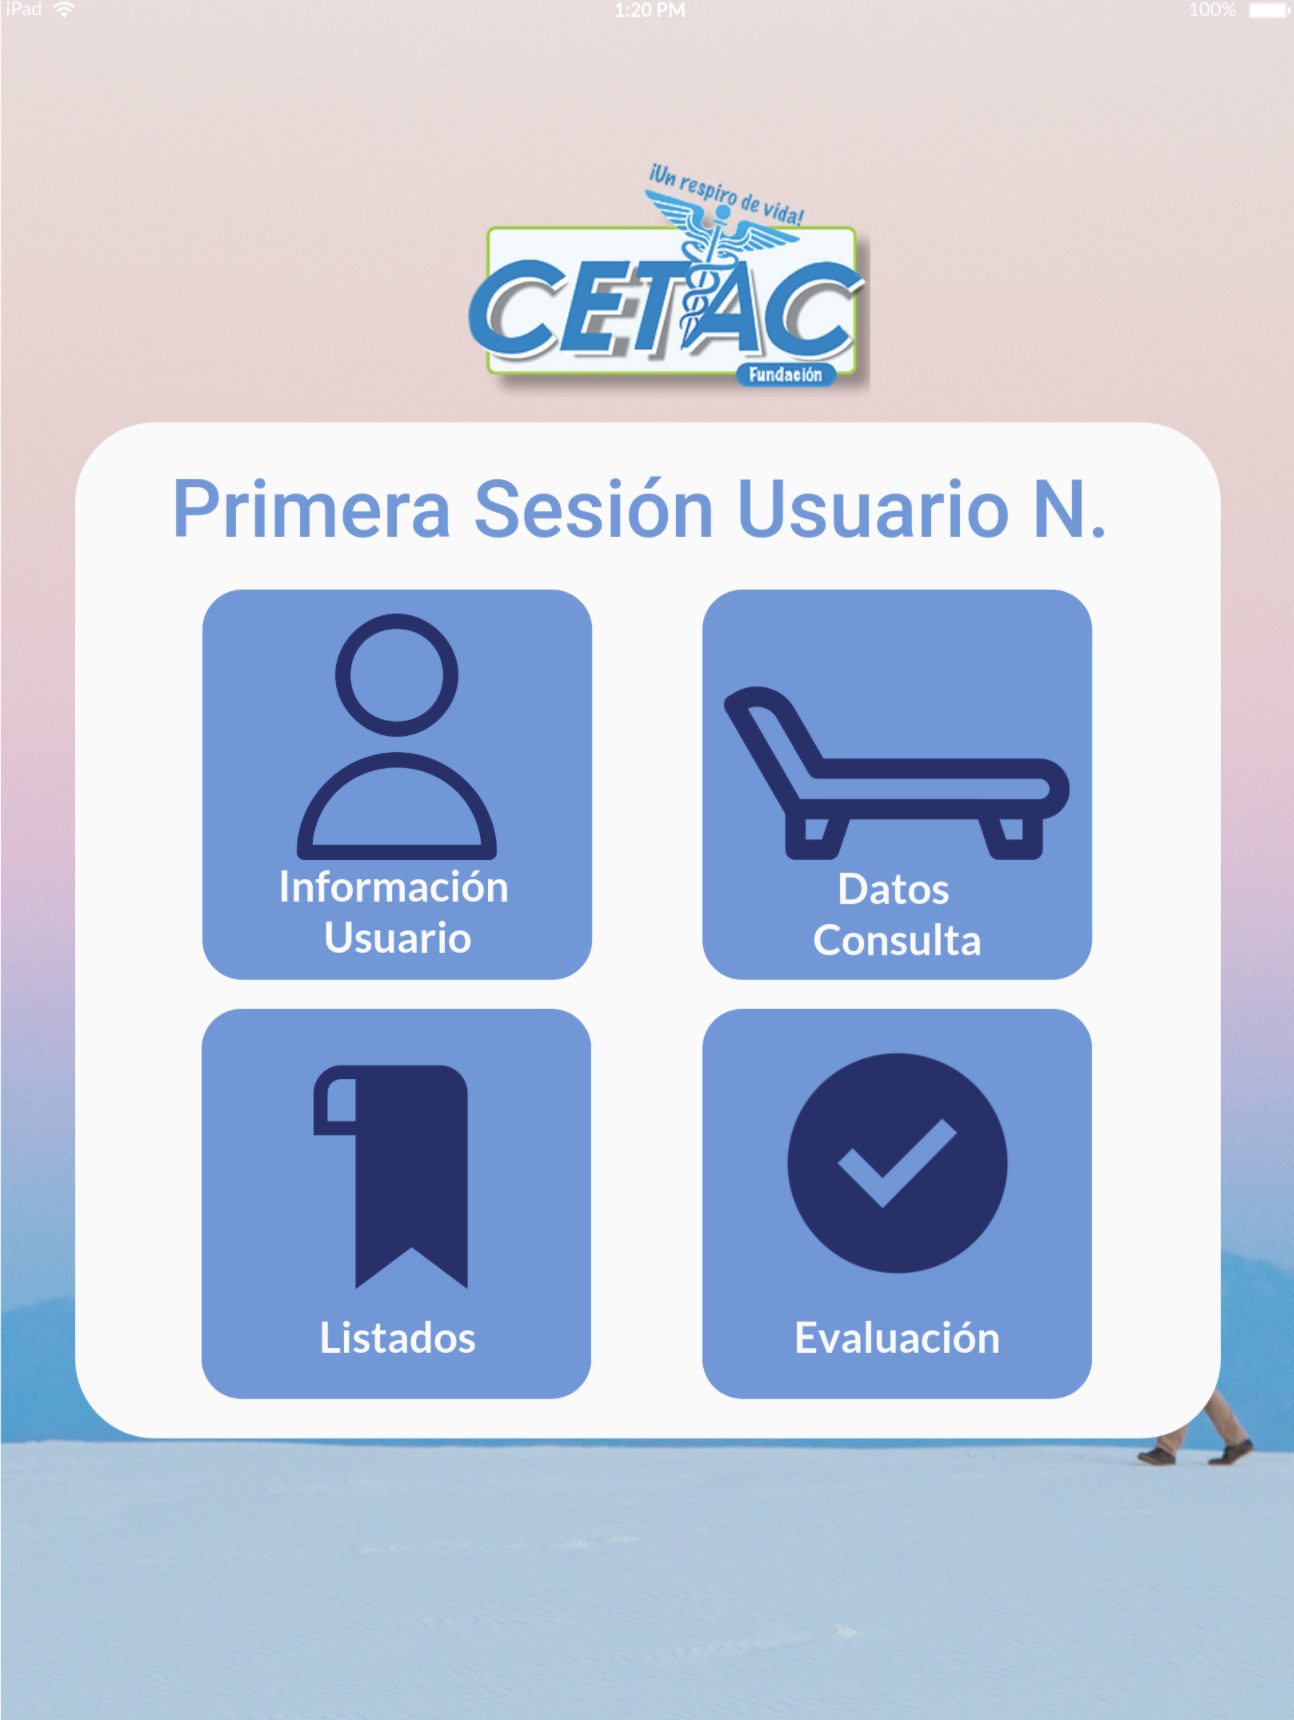 iPad 1:20 PM 100%
¡Un respiro de vida!
CETAC
Fundación
Primera Sesión Usuario N.
Información
Usuario
Datos
Consulta
Listados
Evaluación